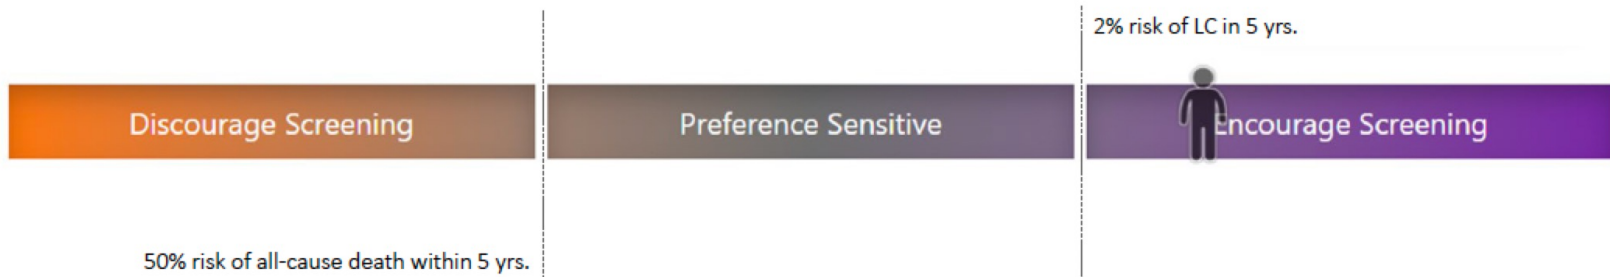 2% risk of LC in 5 yrs.
Discourage Screening
Preference Sensitive
Encourage Screening
50% risk of all-cause death within 5 yrs.